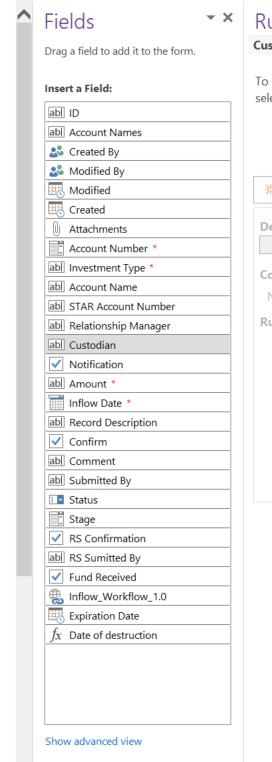 Fields
Drag a field to add it to the form.
Insert a Field:
ID
Account Names
Created By
Modified By
Modified
Created
Attachments
Account Number *
Investment Type *
Account Name
STAR Account Number
Relationship Manager
Custodian
Notification
Amount *
Inflow Date *
Record Description
Confirm
Comment
Submitted By
Status
Stage
RS Confirmation
RS Sumitted By
Fund Received
Inflow_Workflow_1.0
Expiration Date
fx Date of destruction
Show advanced view
Ru
Cus
To
sele
De
Co
N
Ru